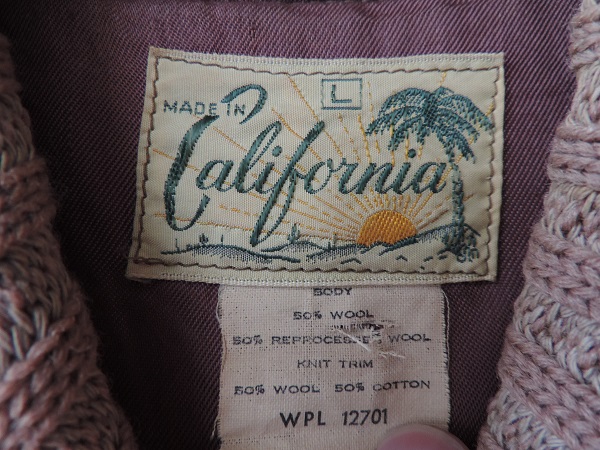 L
MADE IN
California
BODY
50% WOOL
50% REPROCESSED WOOL
KNIT TRIM
50% WOOL 50% COTTON
WPL 12701